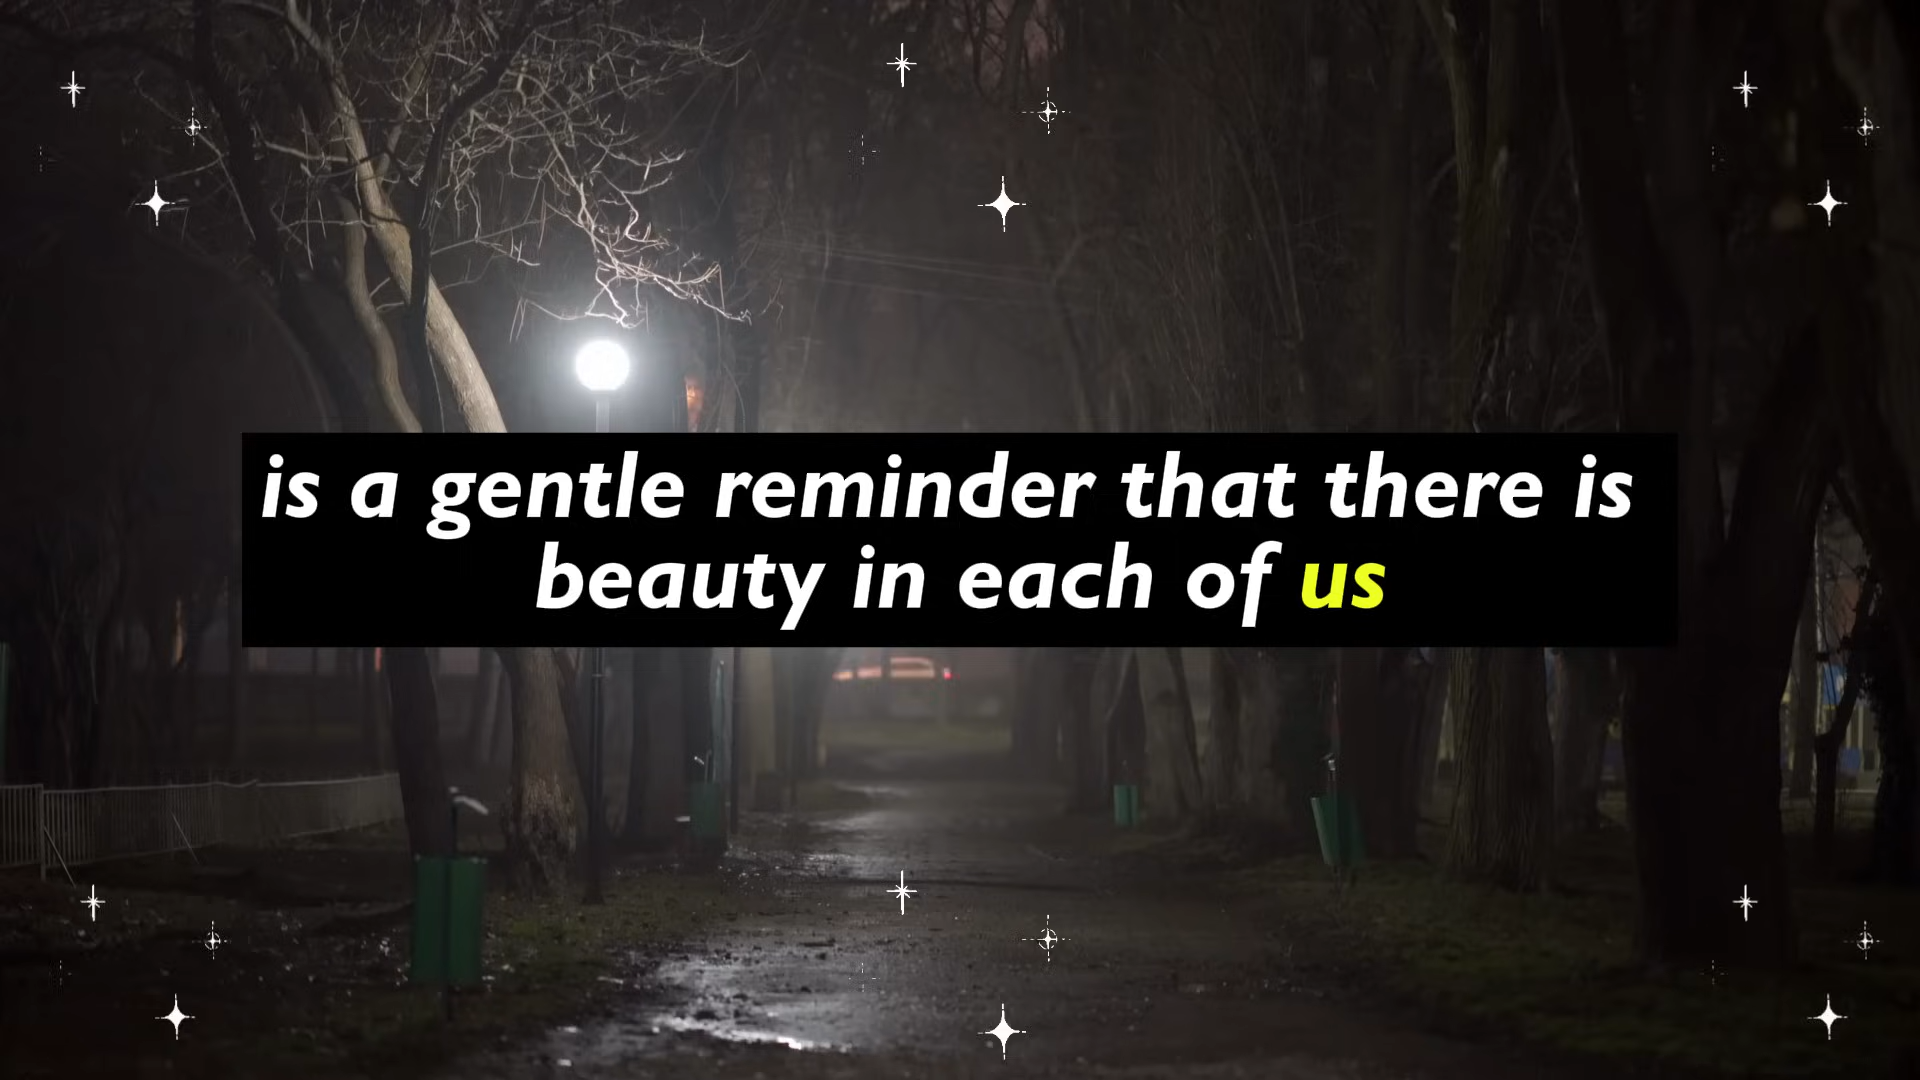 is a gentle reminder that there is
beauty in each of us